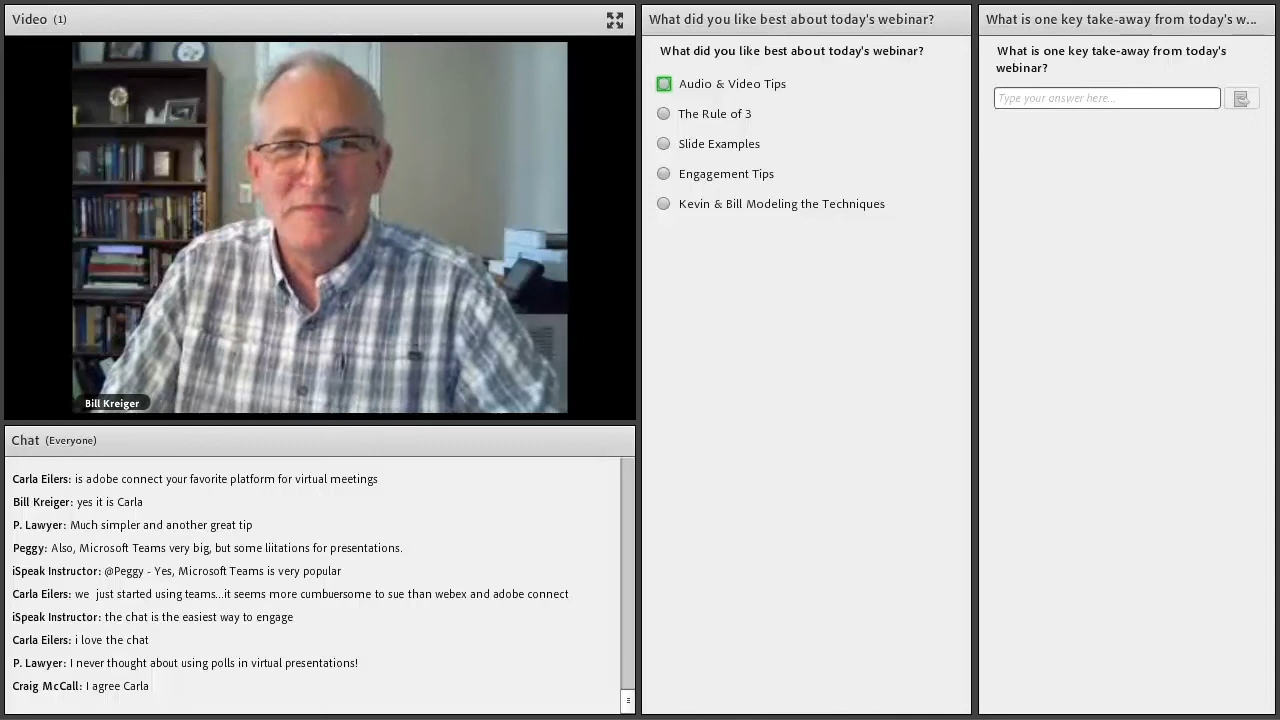 Video (1)
Bill Kreiger
Chat (Everyone)
Carla Eilers: is adobe connect your favorite platform for virtual meetings
Bill Kreiger: yes it is Carla
P. Lawyer: Much simpler and another great tip
Peggy: Also, Microsoft Teams very big, but some liitations for presentations.
iSpeak Instructor: @Peggy - Yes, Microsoft Teams is very popular
Carla Eilers: we just started using teams...it seems more cumbuersome to sue than webex and adobe connect
iSpeak Instructor: the chat is the easiest way to engage
Carla Eilers: i love the chat
P. Lawyer: I never thought about using polls in virtual presentations!
Craig McCall: I agree Carla
What did you like best about today's webinar?
What did you like best about today's webinar?
Audio & Video Tips
The Rule of 3
Slide Examples
Engagement Tips
Kevin & Bill Modeling the Techniques
What is one key take-away from today's w...
What is one key take-away from today's
webinar?
Type your answer here...